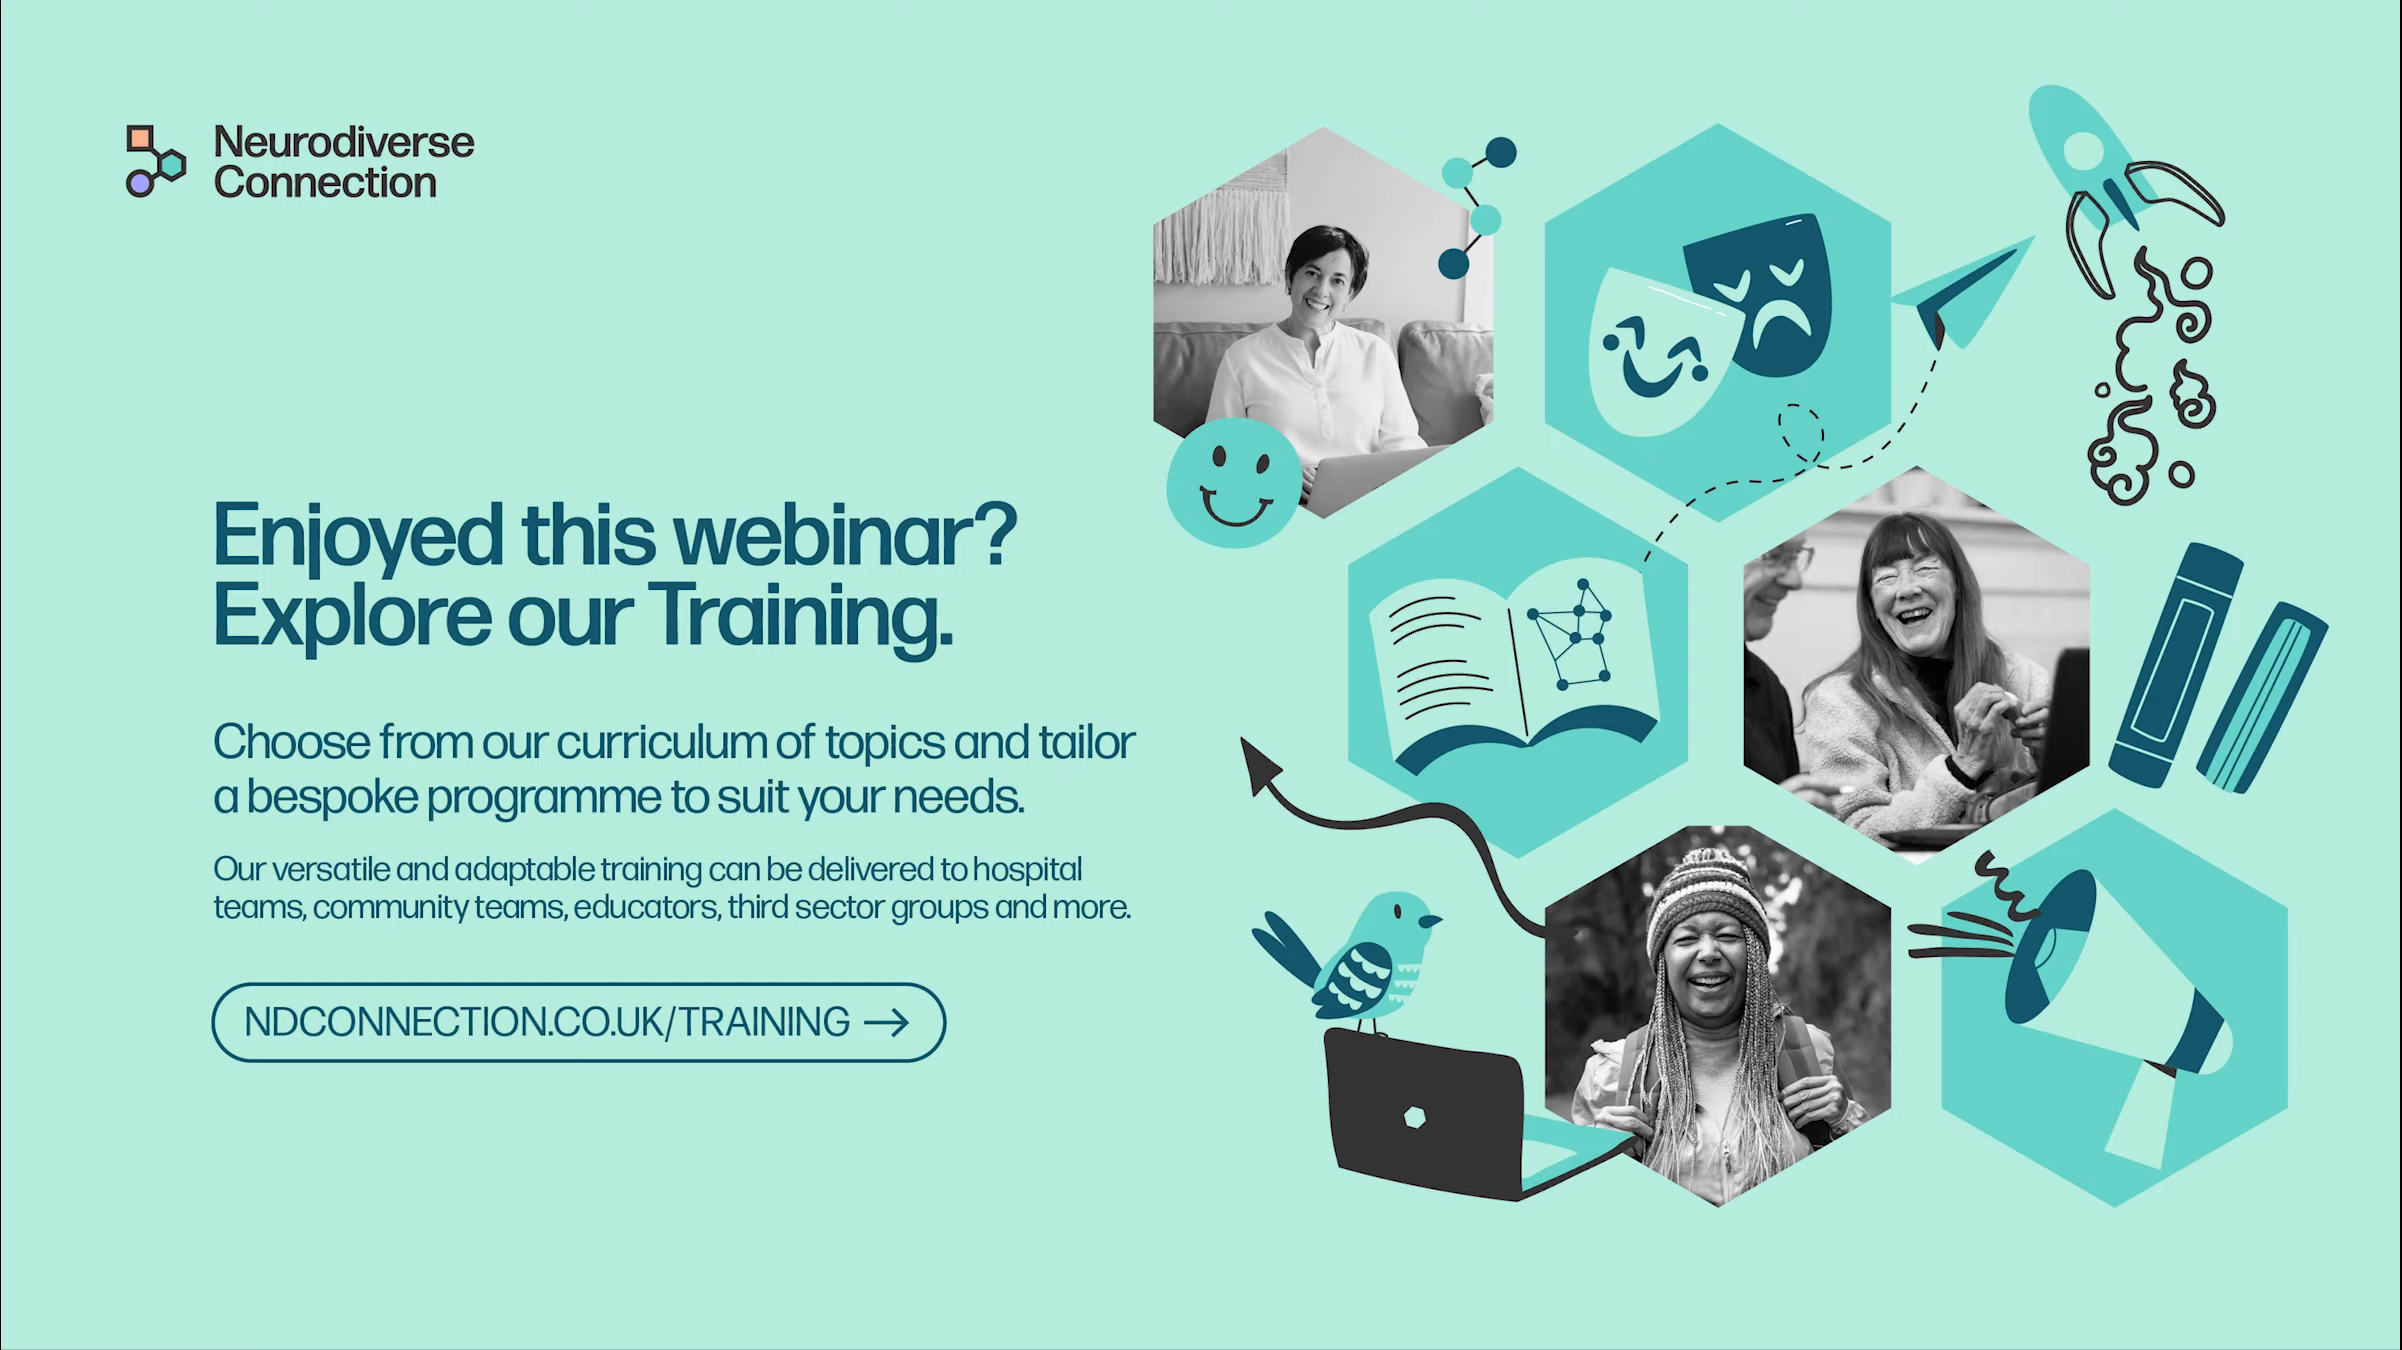 Neurodiverse
Connection
Enjoyed this webinar?
Explore our Training.
Choose from our curriculum of topics and tailor
a bespoke programme to suit your needs.
Our versatile and adaptable training can be delivered to hospital
teams, community teams, educators, third sector groups and more.
NDCONNECTION.CO.UK/TRAINING →